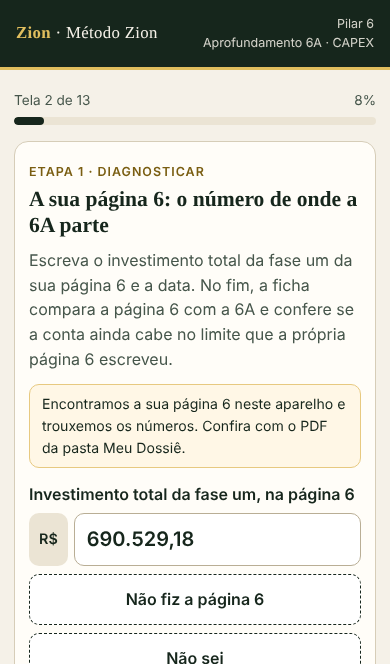 Zion · Método Zion
Pilar 6
Aprofundamento 6A · CAPEX
Tela 2 de 13
8%
ETAPA 1 · DIAGNOSTICAR
A sua página 6: o número de onde a
6A parte
Escreva o investimento total da fase um da
sua página 6 e a data. No fim, a ficha
compara a página 6 com a 6A e confere se
a conta ainda cabe no limite que a própria
página 6 escreveu.
Encontramos a sua página 6 neste aparelho e
trouxemos os números. Confira com o PDF
da pasta Meu Dossiê.
Investimento total da fase um, na página 6
R$
690.529,18
Não fiz a página 6
Não sei